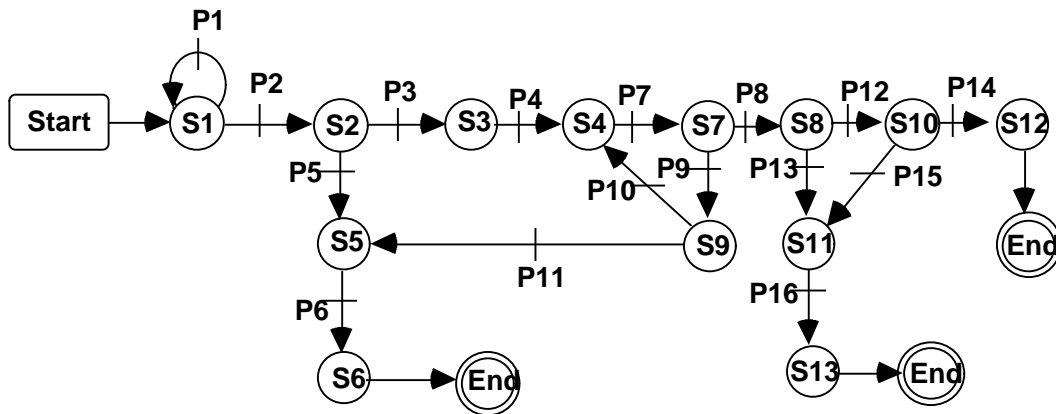 P1
P2
P3
P4
P7
P8
P12
P14
Start
S1
S2
S3
S4
S7
S8
S10
S12
P5
P10
P9
P13
P15
S5
P11
S9
S11
End
P6
P16
S6
End
S13
End